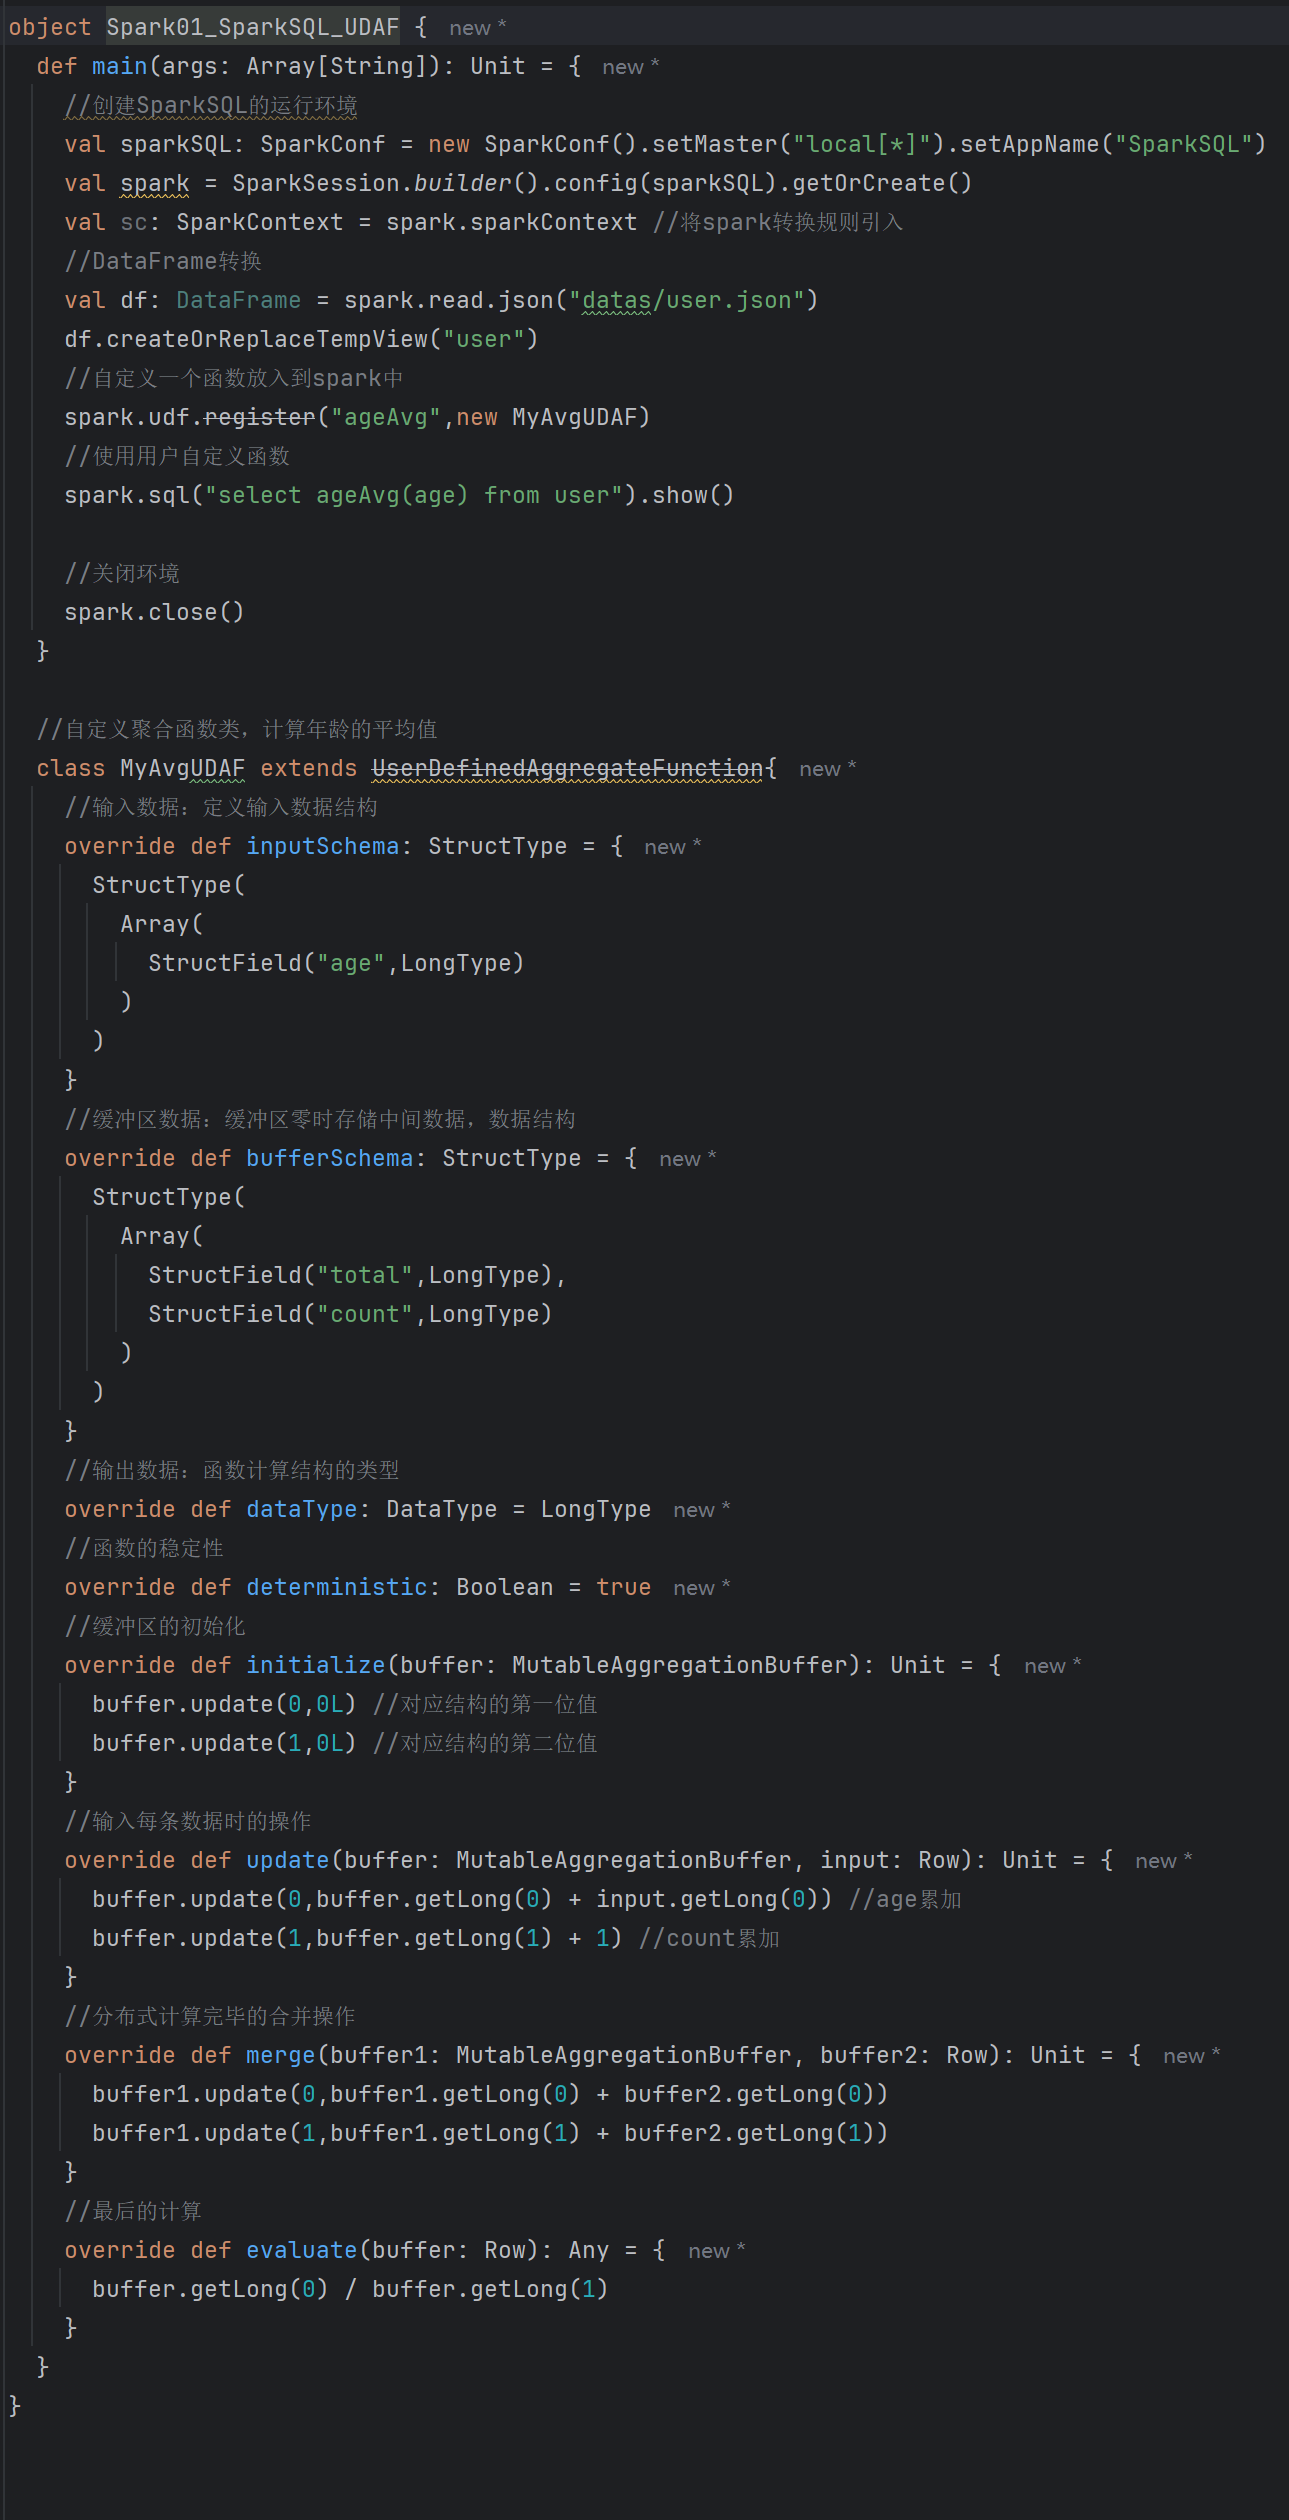 object Spark01_SparkSQL_UDAF {  new *
  def main(args: Array[String]): Unit = {  new *
    //创建SparkSQL的运行环境
    val sparkSQL: SparkConf = new SparkConf().setMaster("local[*]").setAppName("SparkSQL")
    val spark = SparkSession.builder().config(sparkSQL).getOrCreate()
    val sc: SparkContext = spark.sparkContext //将spark转换规则引入
    //DataFrame转换
    val df: DataFrame = spark.read.json("datas/user.json")
    df.createOrReplaceTempView("user")
    //自定义一个函数放入到spark中
    spark.udf.register("ageAvg",new MyAvgUDAF)
    //使用用户自定义函数
    spark.sql("select ageAvg(age) from user").show()

    //关闭环境
    spark.close()
  }

  //自定义聚合函数类，计算年龄的平均值
  class MyAvgUDAF extends UserDefinedAggregateFunction{  new *
    //输入数据：定义输入数据结构
    override def inputSchema: StructType = {  new *
      StructType(
        Array(
          StructField("age",LongType)
        )
      )
    }
    //缓冲区数据：缓冲区零时存储中间数据，数据结构
    override def bufferSchema: StructType = {  new *
      StructType(
        Array(
          StructField("total",LongType),
          StructField("count",LongType)
        )
      )
    }
    //输出数据：函数计算结构的类型
    override def dataType: DataType = LongType  new *
    //函数的稳定性
    override def deterministic: Boolean = true  new *
    //缓冲区的初始化
    override def initialize(buffer: MutableAggregationBuffer): Unit = {  new *
      buffer.update(0,0L) //对应结构的第一位值
      buffer.update(1,0L) //对应结构的第二位值
    }
    //输入每条数据时的操作
    override def update(buffer: MutableAggregationBuffer, input: Row): Unit = {  new *
      buffer.update(0,buffer.getLong(0) + input.getLong(0)) //age累加
      buffer.update(1,buffer.getLong(1) + 1) //count累加
    }
    //分布式计算完毕的合并操作
    override def merge(buffer1: MutableAggregationBuffer, buffer2: Row): Unit = {  new *
      buffer1.update(0,buffer1.getLong(0) + buffer2.getLong(0))
      buffer1.update(1,buffer1.getLong(1) + buffer2.getLong(1))
    }
    //最后的计算
    override def evaluate(buffer: Row): Any = {  new *
      buffer.getLong(0) / buffer.getLong(1)
    }
  }
}